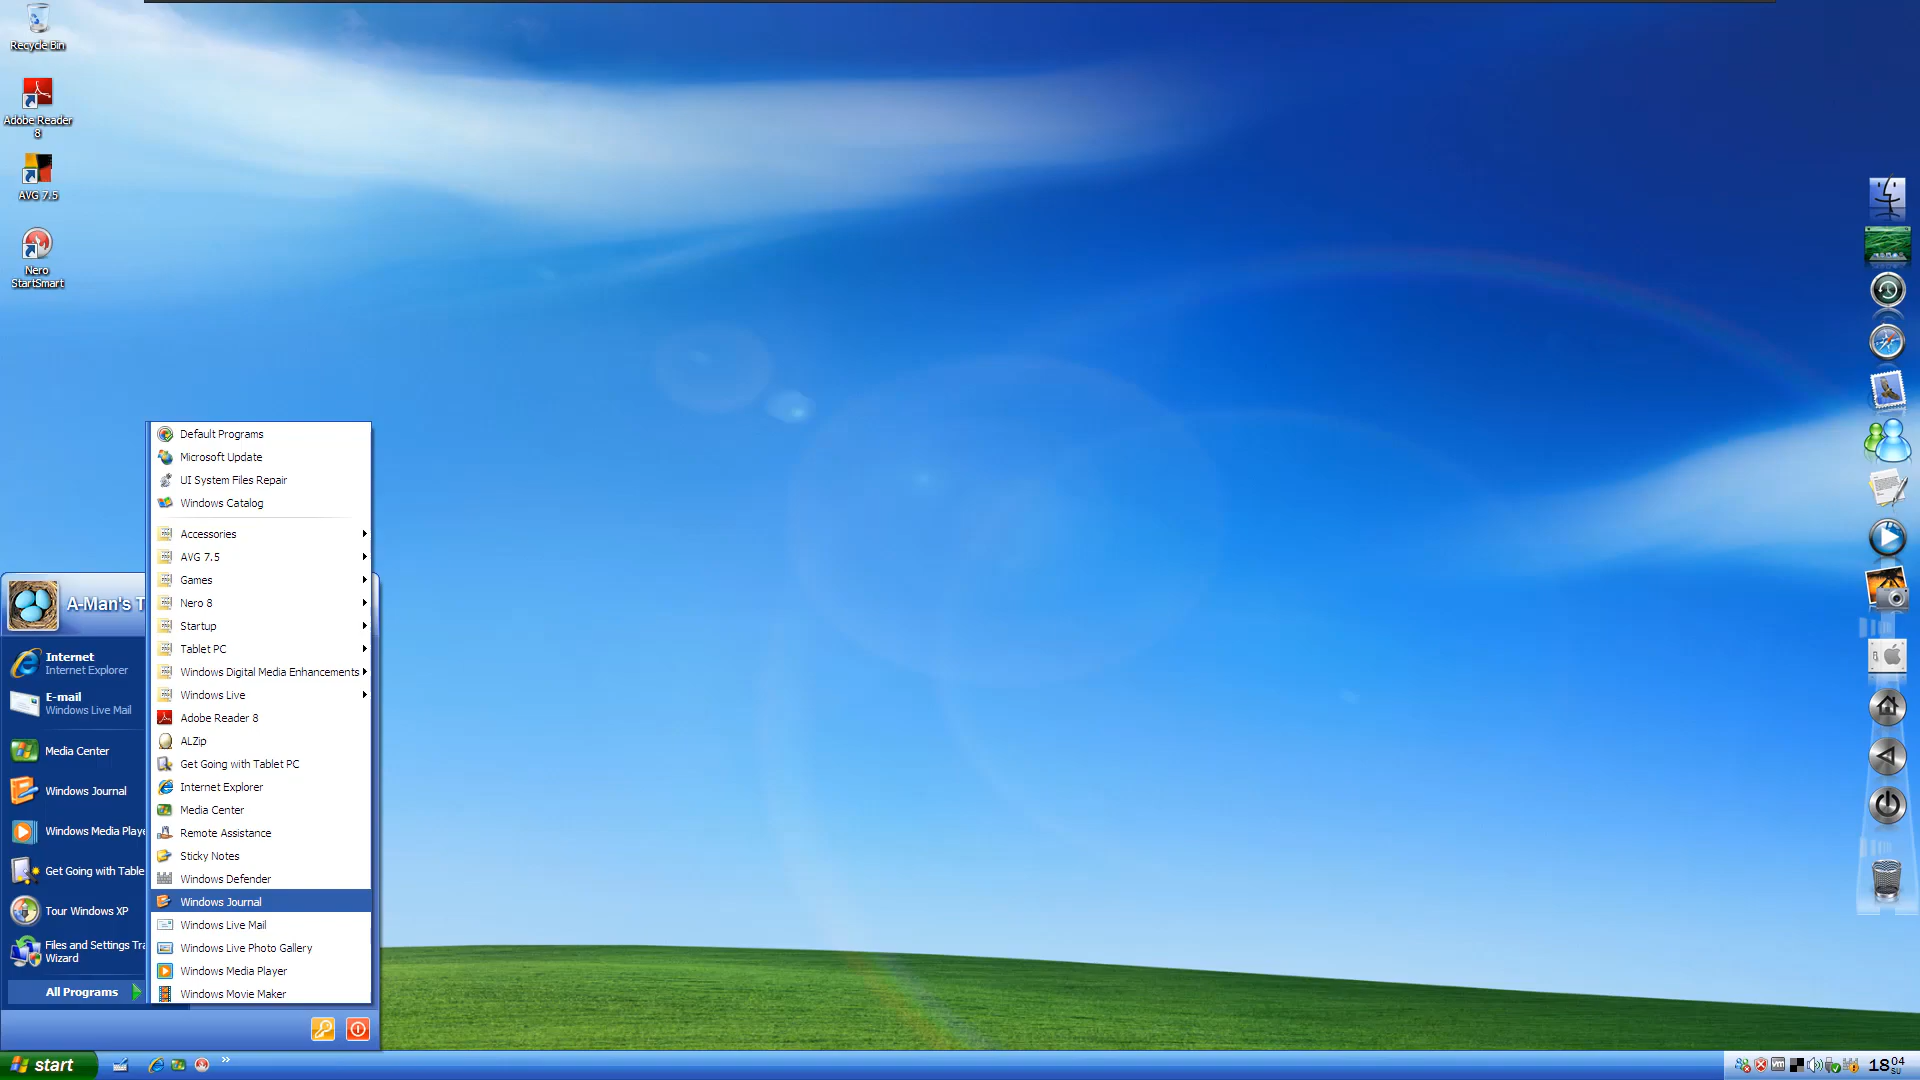 Recycle Bin
Adobe Reader
8
AVG 7.5
Nero
StartSmart
Default Programs
Microsoft Update
UI System Files Repair
Windows Catalog
Accessories
AVG 7.5
Games
Nero 8
Startup
Tablet PC
Windows Digital Media Enhancements
Windows Live
Adobe Reader 8
ALZip
Get Going with Tablet PC
Internet Explorer
Media Center
Remote Assistance
Sticky Notes
Windows Defender
Windows Journal
Windows Live Mail
Windows Live Photo Gallery
Windows Media Player
Windows Movie Maker
A-Man's T
Internet
Internet Explorer
E-mail
Windows Live Mail
Media Center
Windows Journal
Windows Media Playe
Get Going with Table
Tour Windows XP
Files and Settings Tra
Wizard
All Programs
start
18 04
SU